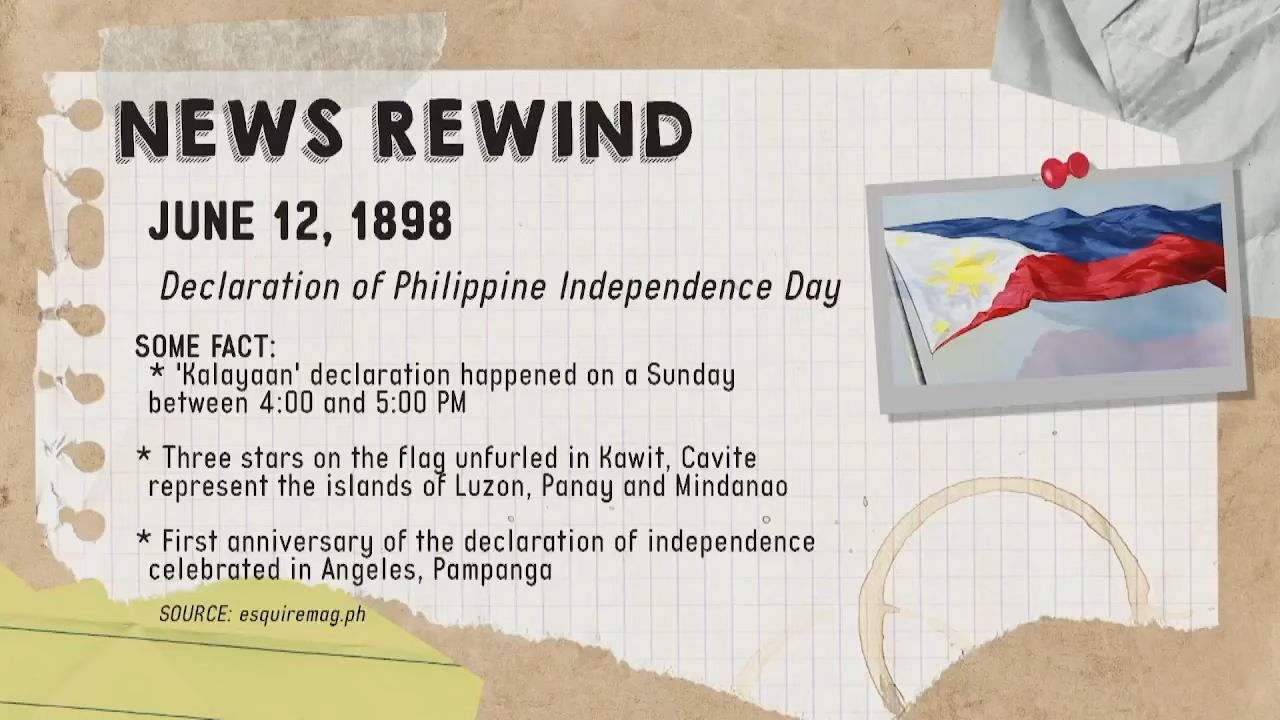 NEWS REWIND
JUNE 12, 1898
Declaration of Philippine Independence Day
SOME FACT:
* 'Kalayaan' declaration happened on a Sunday
between 4:00 and 5:00 PM
* Three stars on the flag unfurled in Kawit, Cavite
represent the islands of Luzon, Panay and Mindanao
* First anniversary of the declaration of independence
celebrated in Angeles, Pampanga
SOURCE: esquiremag.ph